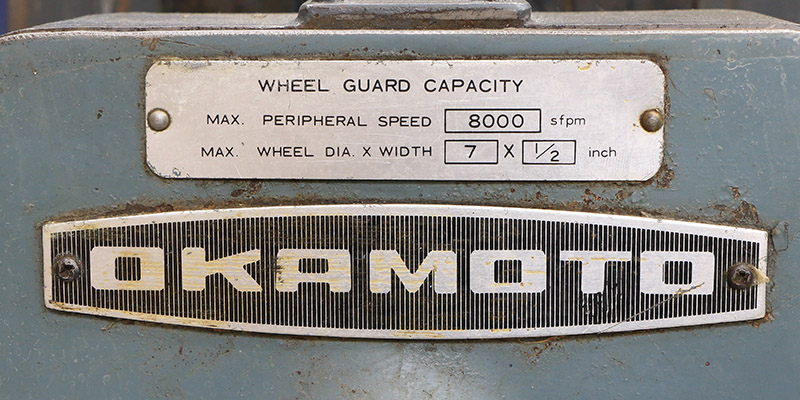 WHEEL GUARD CAPACITY
MAX. PERIPHERAL SPEED 8000 sfpm
MAX. WHEEL DIA. X WIDTH 7 X 1/2 inch
OKAMOTO